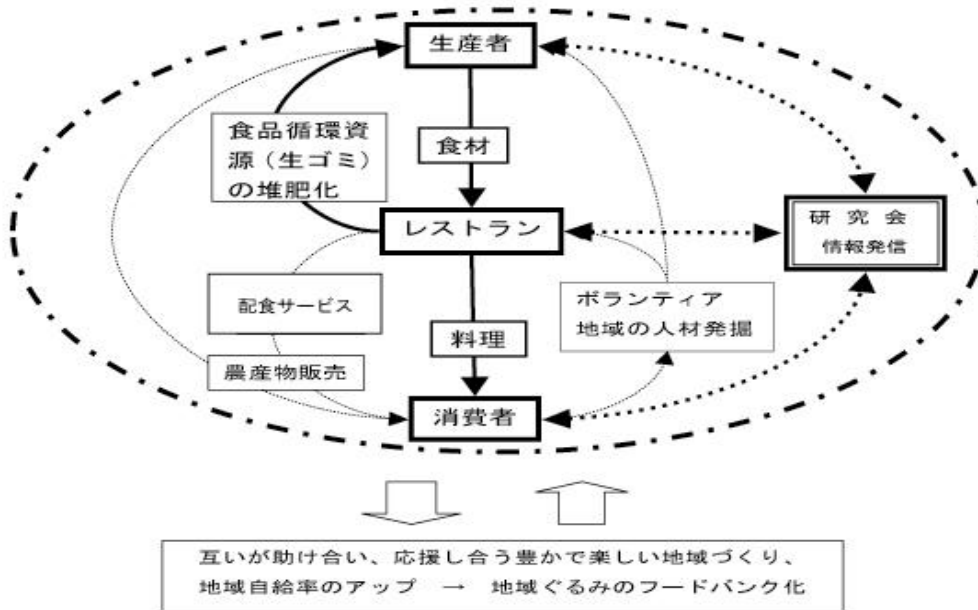 生産者
食品循環資
源（生ゴミ）
の堆肥化
食材
レストラン
研究会
情報発信
配食サービス
ボランティア
地域の人材発掘
料理
農産物販売
消費者
互いが助け合い、応援し合う豊かで楽しい地域づくり、
地域自給率のアップ　→　地域ぐるみのフードバンク化